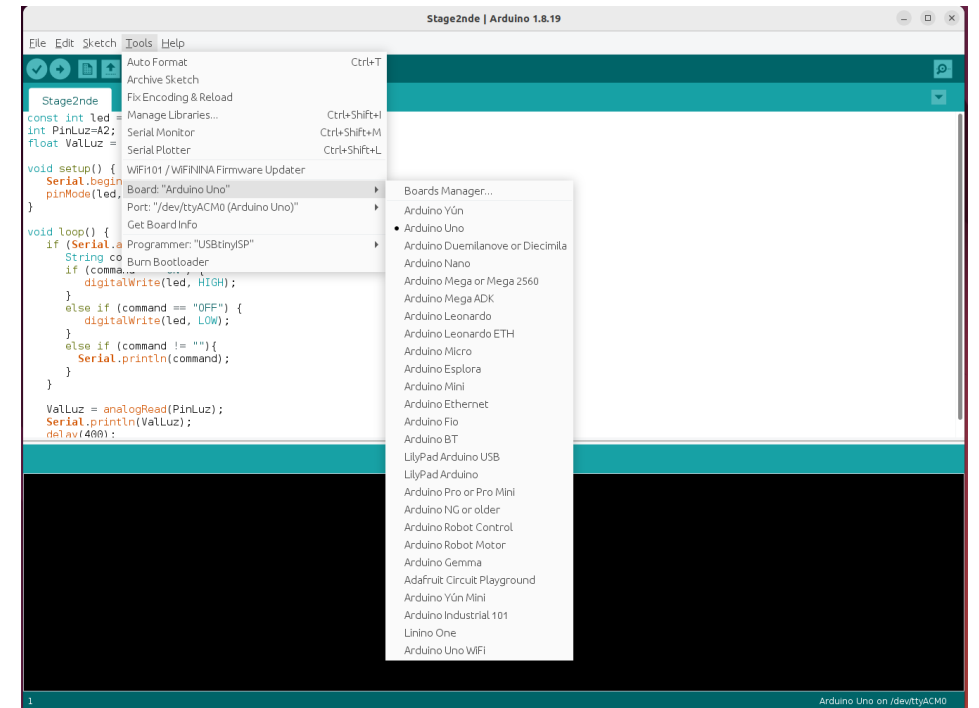 Stage2nde | Arduino 1.8.19
File Edit Sketch Tools Help
Stage2nde
const int led =
int PinLuz=A2;
float ValLuz =
void setup() {
Serial.begin
pinMode(led,
}
void loop() {
if (Serial.a
String co
if (comma
digitalWrite(led, HIGH);
}
else if (command == "OFF") {
digitalWrite(led, LOW);
}
else if (command != ""){
Serial.println(command);
}
}
ValLuz = analogRead(PinLuz);
Serial.println(ValLuz);
delay(400);
Auto Format Ctrl+T
Archive Sketch
Fix Encoding & Reload
Manage Libraries... Ctrl+Shift+I
Serial Monitor Ctrl+Shift+M
Serial Plotter Ctrl+Shift+L
WiFi101 / WiFiNINA Firmware Updater
Board: "Arduino Uno"
Port: "/dev/ttyACM0 (Arduino Uno)"
Get Board Info
Programmer: "USBtinyISP"
Burn Bootloader
Boards Manager...
Arduino Yún
Arduino Uno
Arduino Duemilanove or Diecimila
Arduino Nano
Arduino Mega or Mega 2560
Arduino Mega ADK
Arduino Leonardo
Arduino Leonardo ETH
Arduino Micro
Arduino Esplora
Arduino Mini
Arduino Ethernet
Arduino Fio
Arduino BT
LilyPad Arduino USB
LilyPad Arduino
Arduino Pro or Pro Mini
Arduino NG or older
Arduino Robot Control
Arduino Robot Motor
Arduino Gemma
Adafruit Circuit Playground
Arduino Yún Mini
Arduino Industrial 101
Linino One
Arduino Uno WiFi
1
Arduino Uno on /dev/ttyACM0